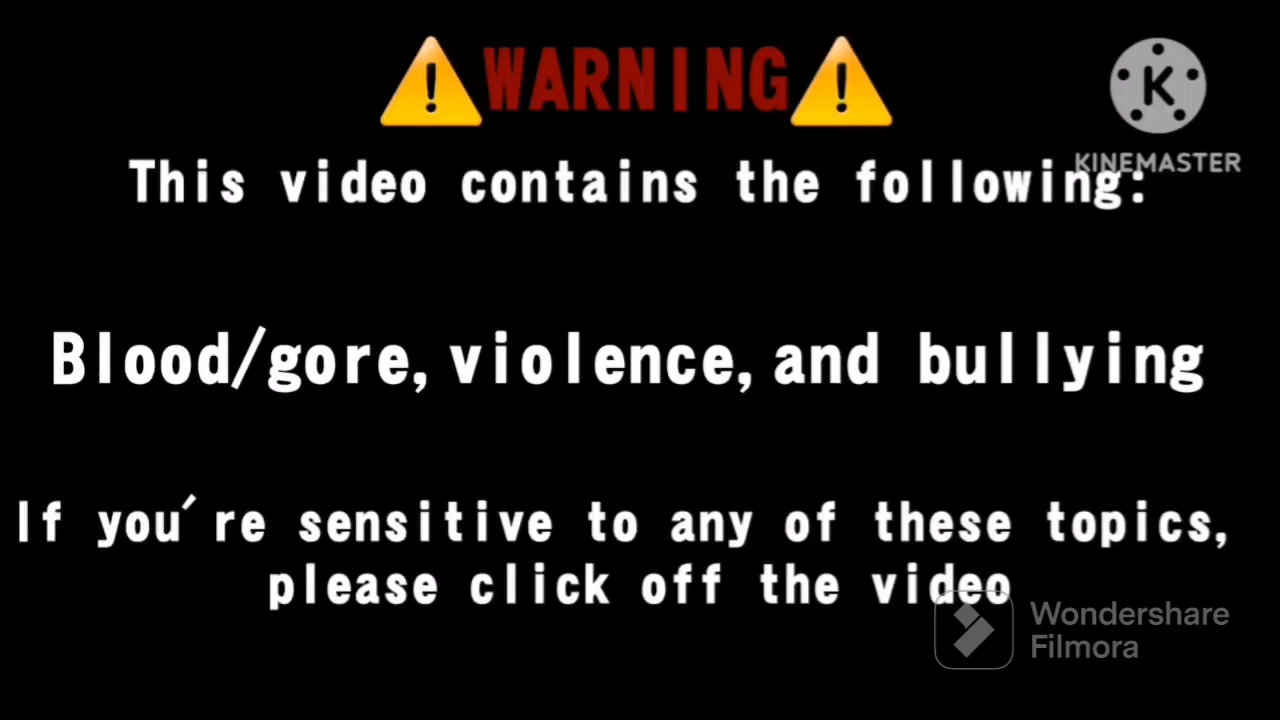 ⚠️WARNING⚠️
KINEMASTER
This video contains the following:
Blood/gore, violence, and bullying
If you're sensitive to any of these topics,
please click off the video
Wondershare
Filmora